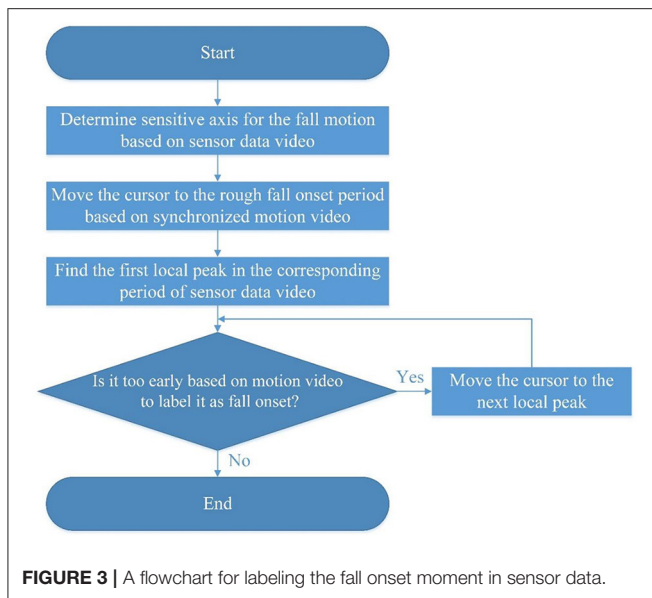 Start
Determine sensitive axis for the fall motion
based on sensor data video
Move the cursor to the rough fall onset period
based on synchronized motion video
Find the first local peak in the corresponding
period of sensor data video
Is it too early based on motion video
to label it as fall onset?
Yes
Move the cursor to the
next local peak
No
End
FIGURE 3 | A flowchart for labeling the fall onset moment in sensor data.